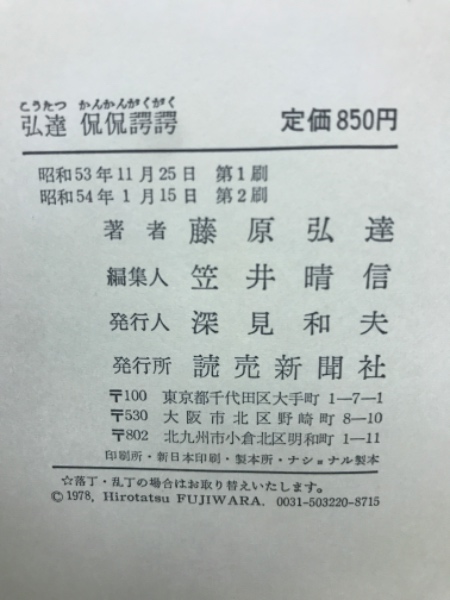 こうたつ かんかんがくがく
弘達 侃侃諤諤 定価850円
昭和53年11月25日 第1刷
昭和54年1月15日 第2刷
著者 藤原弘達
編集人 笠井晴信
発行人 深見和夫
発行所 読売新聞社
〒100 東京都千代田区大手町 1―7―1
〒530 大阪市北区野崎町 8―10
〒802 北九州市小倉北区明和町 1―11
印刷所・新日本印刷・製本所・ナショナル製本
☆落丁・乱丁の場合はお取り替えいたします。
©1978, Hirotatsu FUJIWARA. 0031-503220-8715